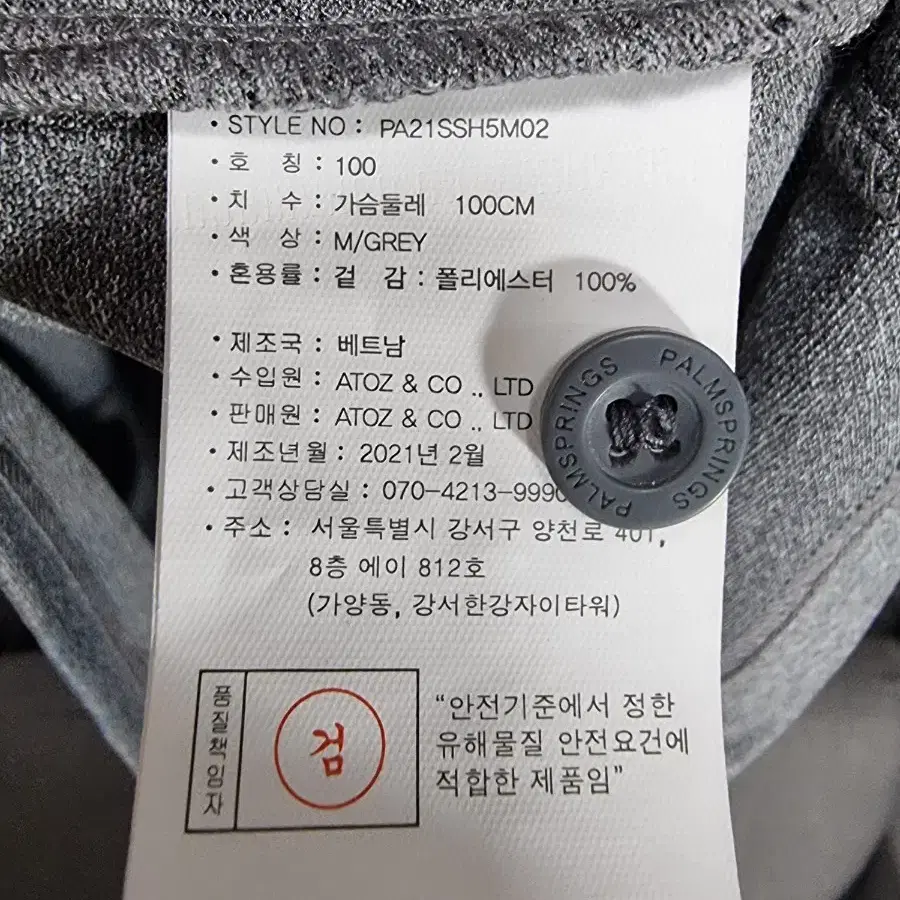 • STYLE NO : PA21SSH5M02
• 호 칭 : 100
• 치 수 : 가슴둘레 100CM
• 색 상 : M/GREY
• 혼용률 : 겉 감 : 폴리에스터 100%
• 제조국 : 베트남
• 수입원 : ATOZ & CO ., LTD
• 판매원 : ATOZ & CO ., LTD
• 제조년월 : 2021년 2월
• 고객상담실 : 070-4213-9990
• 주소 : 서울특별시 강서구 양천로 401,
8층 에이 812호
(가양동, 강서한강자이타워)
품질책임자
검
"안전기준에서 정한
유해물질 안전요건에
적합한 제품임"
PALMSPRINGS PALMSPRINGS